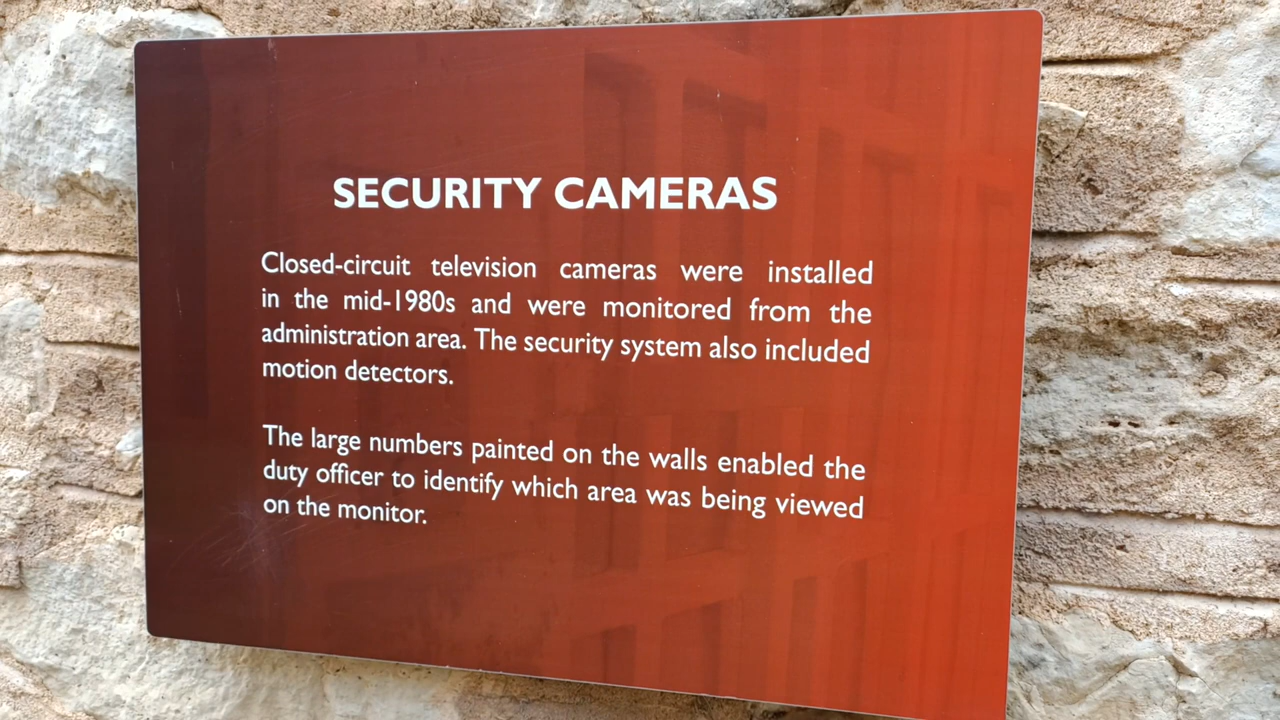 SECURITY CAMERAS
Closed-circuit television cameras were installed
in the mid-1980s and were monitored from the
administration area. The security system also included
motion detectors.
The large numbers painted on the walls enabled the
duty officer to identify which area was being viewed
on the monitor.